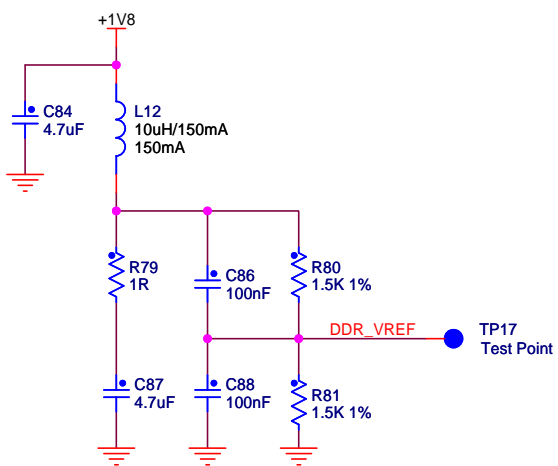 +1V8
C84
4.7uF
L12
10uH/150mA
150mA
R79
1R
C86
100nF
R80
1.5K 1%
DDR_VREF
TP17
Test Point
C87
4.7uF
C88
100nF
R81
1.5K 1%